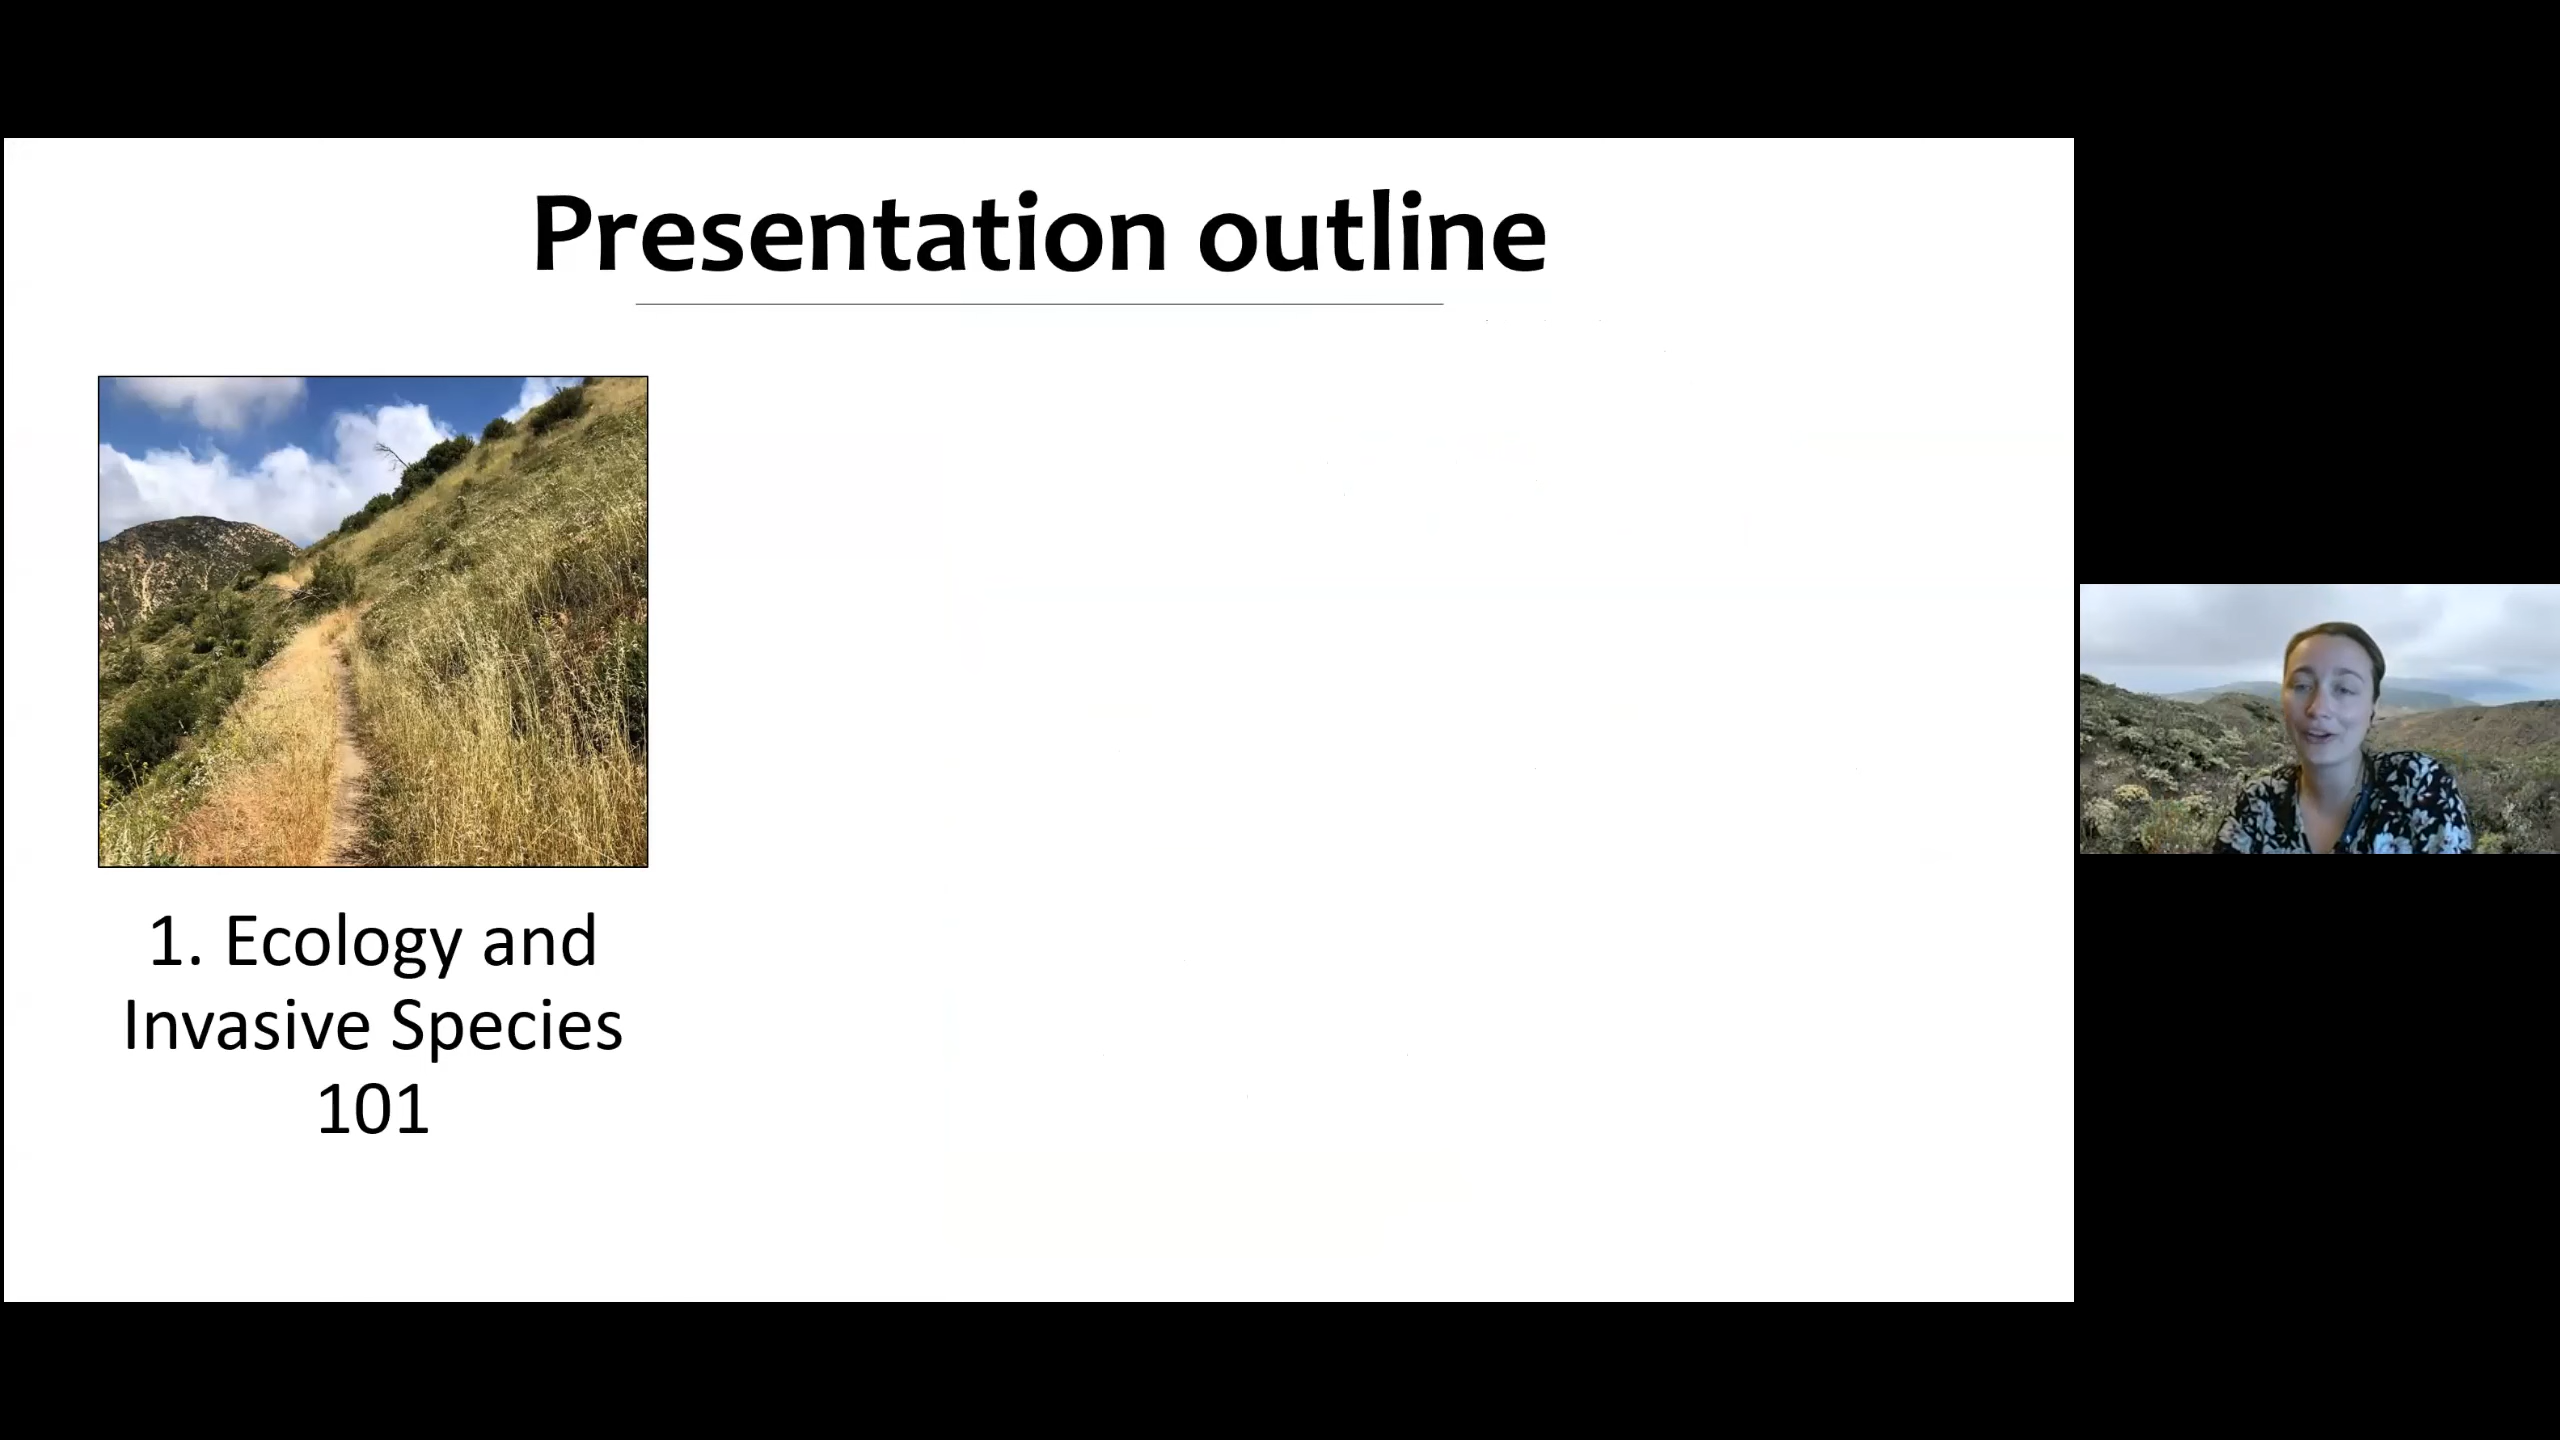 Presentation outline
1. Ecology and
Invasive Species
101